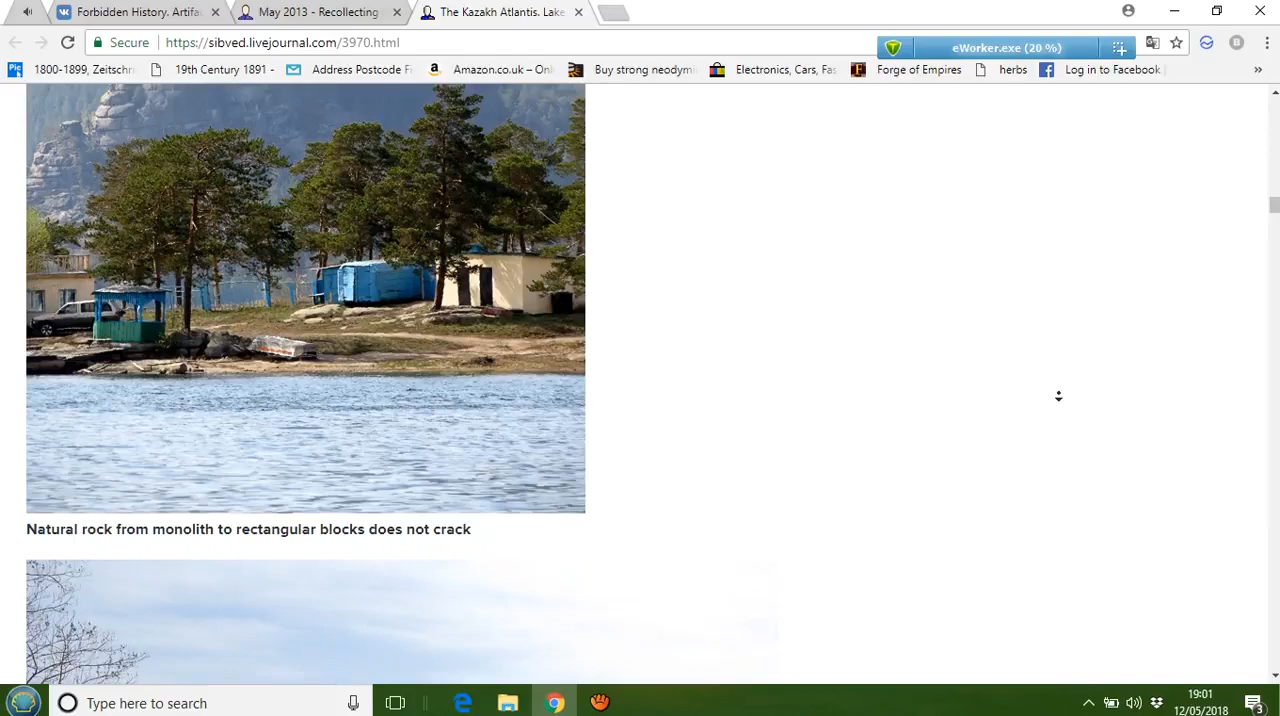 Forbidden History. Artifa
May 2013 - Recollecting
The Kazakh Atlantis. Lake
Secure
https://sibved.livejournal.com/3970.html
eWorker.exe (20 %)
1800-1899, Zeitschr
19th Century 1891 -
Address Postcode Fi
Amazon.co.uk – Onl
Buy strong neodym
Electronics, Cars, Fas
Forge of Empires
herbs
Log in to Facebook
Natural rock from monolith to rectangular blocks does not crack
Type here to search
19:01
12/05/2018
3